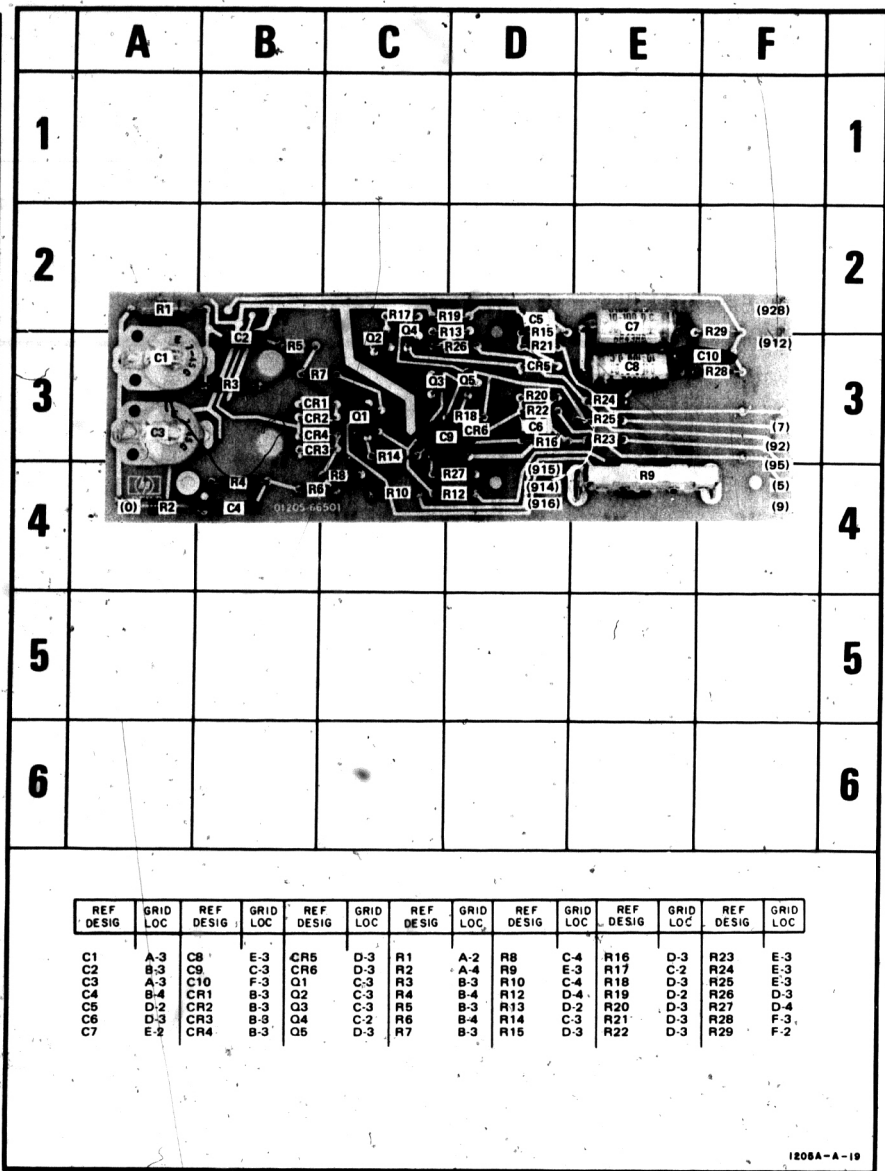 A B C D E F
1 1
2 2
R1 R17 R19 C5 C7 (928)
10-100 D.C.
C2 Q2 Q4 R13 R15 R29 (912)
C1 R5 R26 R21 C10
R3 R7 CR5 C8 R28
3 3
Q3 Q5
CR1 Q1 R20 R24
CR2 R18 R22 R25 (7)
C3 CR4 CR6 C6 (92)
CR3 C9 R16 R23
R14 (95)
R4 R8 R27 (915) R9
hp R6 R10 R12 (914) (5)
(0) R2 C4 01205-66501 (916) (9)
4 4
5 5
6 6
REF DESIG GRID LOC REF DESIG GRID LOC REF DESIG GRID LOC REF DESIG GRID LOC REF DESIG GRID LOC REF DESIG GRID LOC REF DESIG GRID LOC
C1 A-3 C8 E-3 CR5 D-3 R1 A-2 R8 C-4 R16 D-3 R23 E-3
C2 B-3 C9 C-3 CR6 D-3 R2 A-4 R9 E-3 R17 C-2 R24 E-3
C3 A-3 C10 F-3 Q1 C-3 R3 B-3 R10 C-4 R18 D-3 R25 E-3
C4 B-4 CR1 B-3 Q2 C-3 R4 B-4 R12 D-4 R19 D-2 R26 D-3
C5 D-2 CR2 B-3 Q3 C-3 R5 B-3 R13 D-2 R20 D-3 R27 D-4
C6 D-3 CR3 B-3 Q4 C-2 R6 B-4 R14 C-3 R21 D-3 R28 F-3
C7 E-2 CR4 B-3 Q5 D-3 R7 B-3 R15 D-3 R22 D-3 R29 F-2
1205A-A-19